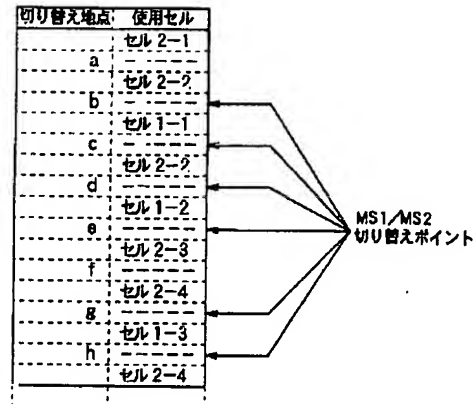 切り替え地点 使用セル
セル 2-1
a
セル 2-2
b
セル 1-1
c
セル 2-2
d
セル 1-2
e
セル 2-3
f
セル 2-4
g
セル 1-3
h
セル 2-4
MS1/MS2
切り替えポイント